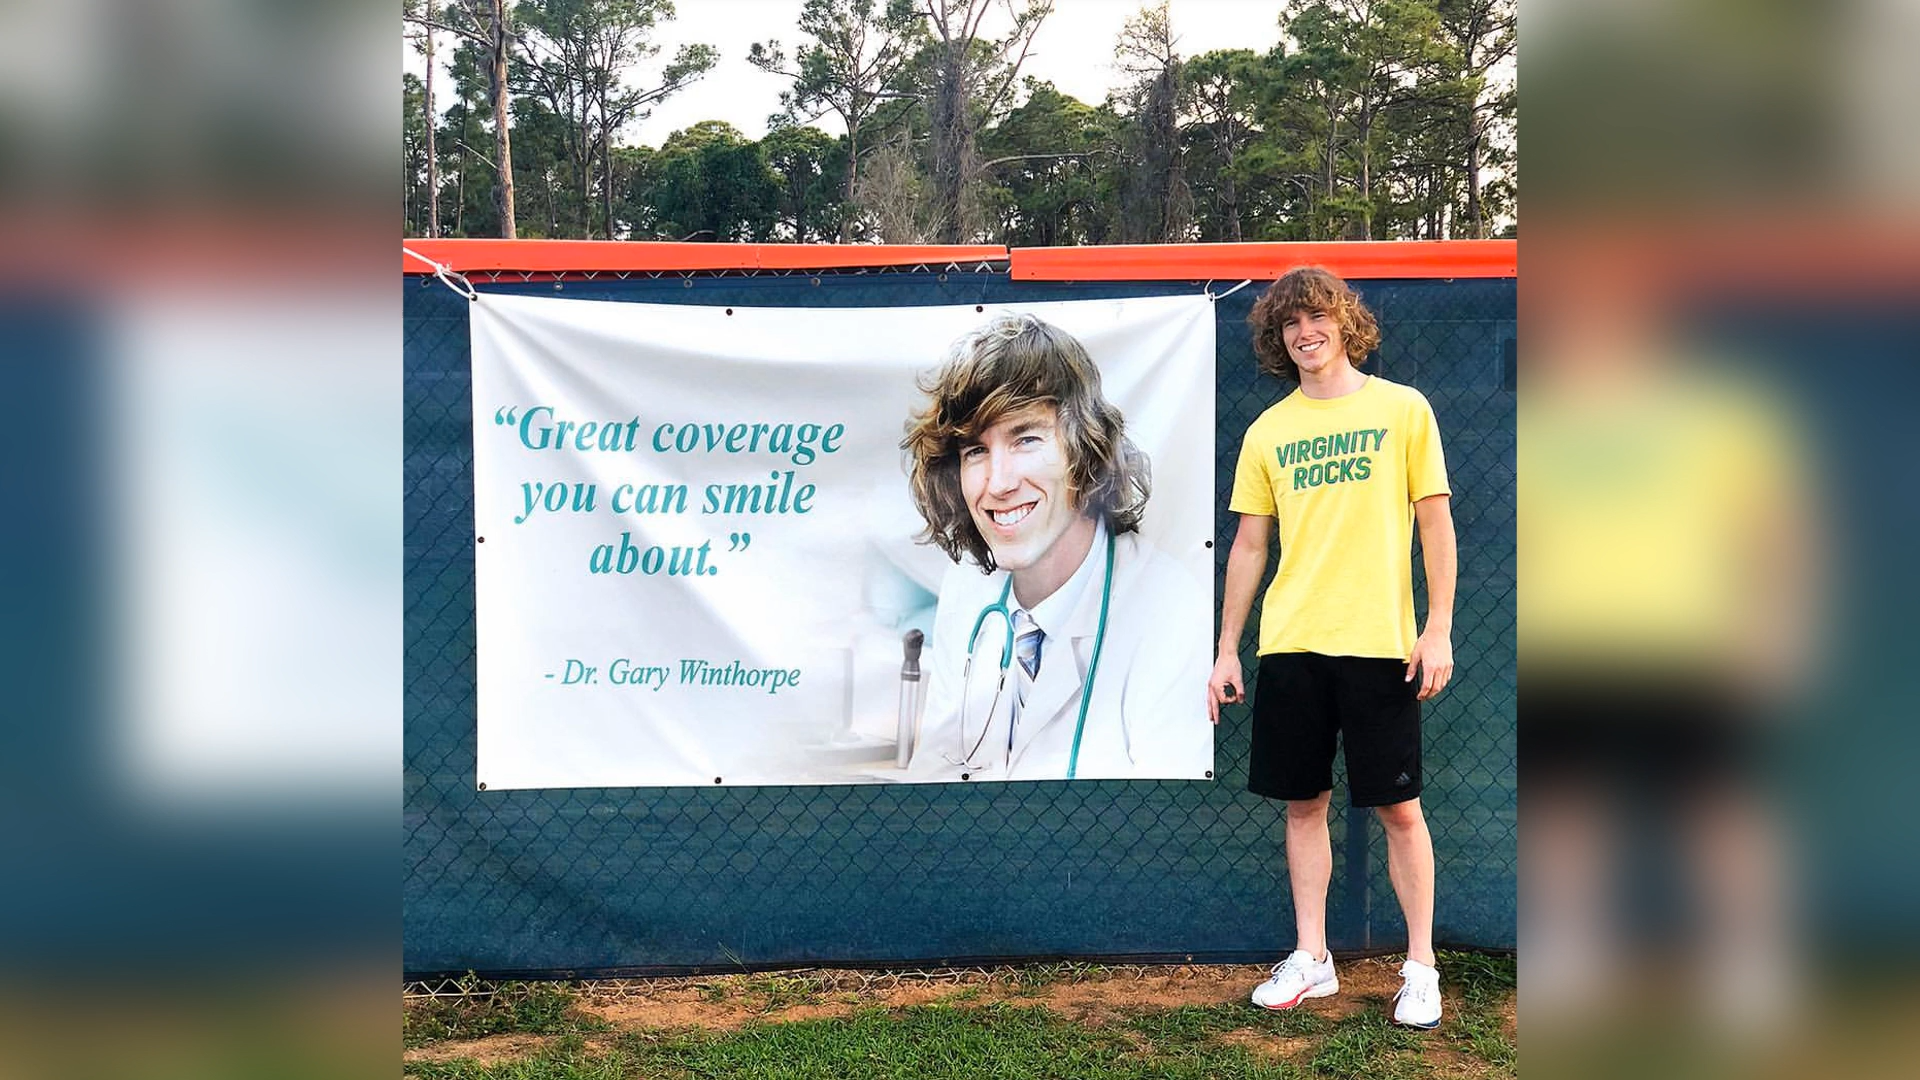 “Great coverage
you can smile
about.”
- Dr. Gary Winthorpe
VIRGINITY
ROCKS